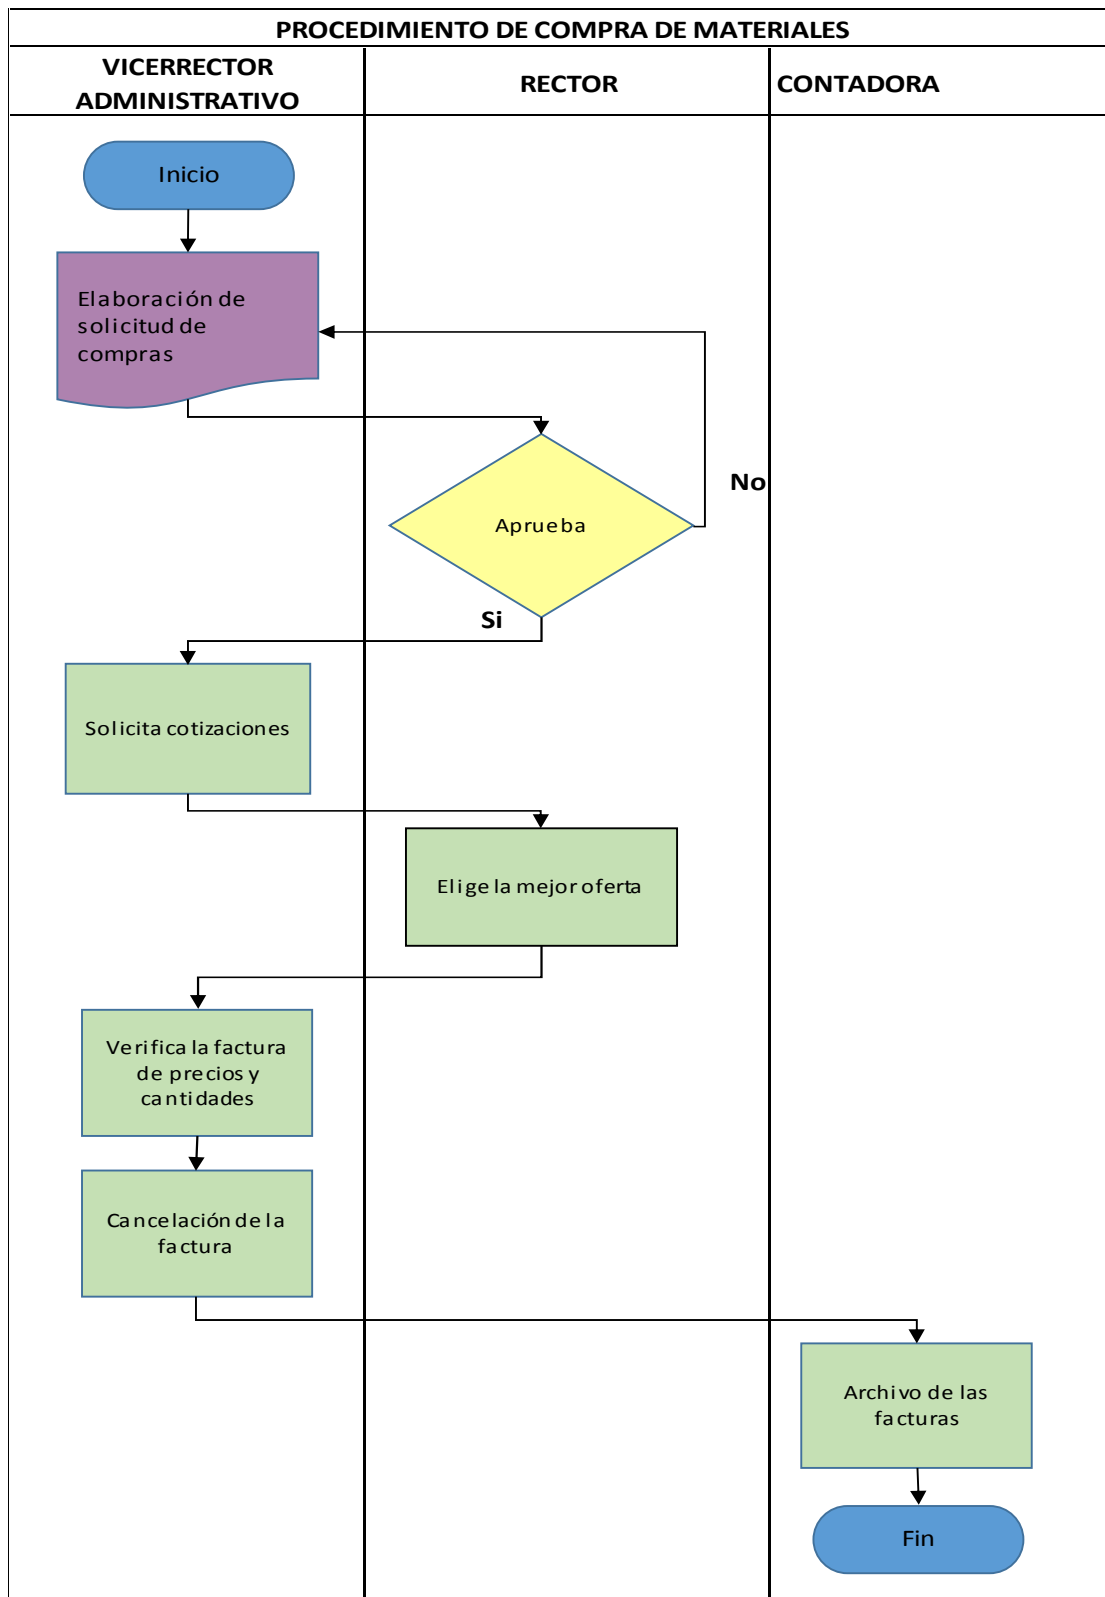 PROCEDIMIENTO DE COMPRA DE MATERIALES
VICERRECTOR
ADMINISTRATIVO
RECTOR
CONTADORA
Inicio
Elaboración de
solicitud de
compras
Aprueba
No
Si
Solicita cotizaciones
Elige la mejor oferta
Verifica la factura
de precios y
cantidades
Cancelación de la
factura
Archivo de las
facturas
Fin